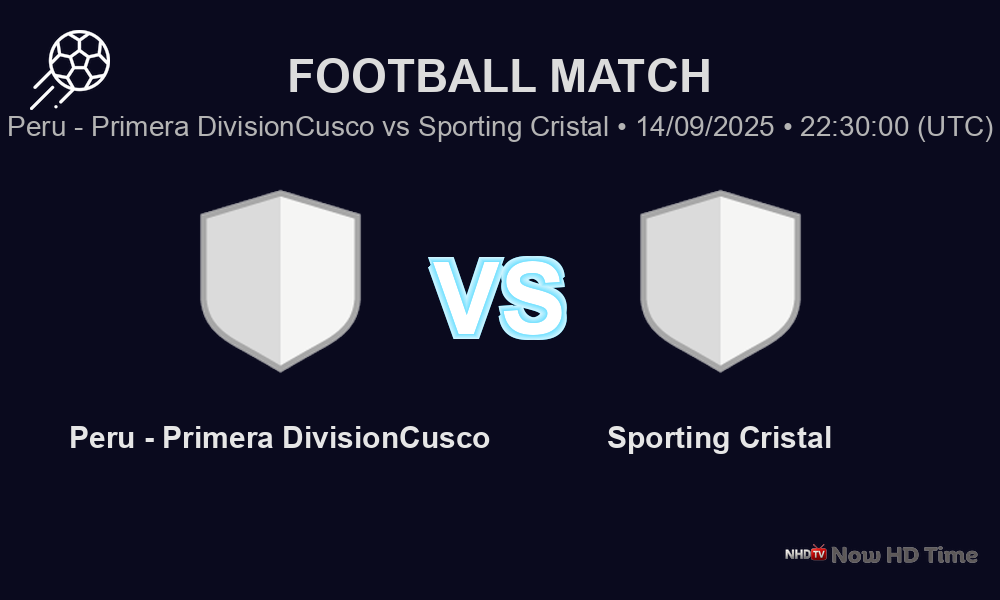 FOOTBALL MATCH
Peru - Primera DivisionCusco vs Sporting Cristal • 14/09/2025 • 22:30:00 (UTC)
VS
Peru - Primera DivisionCusco
Sporting Cristal
NHDTV Now HD Time